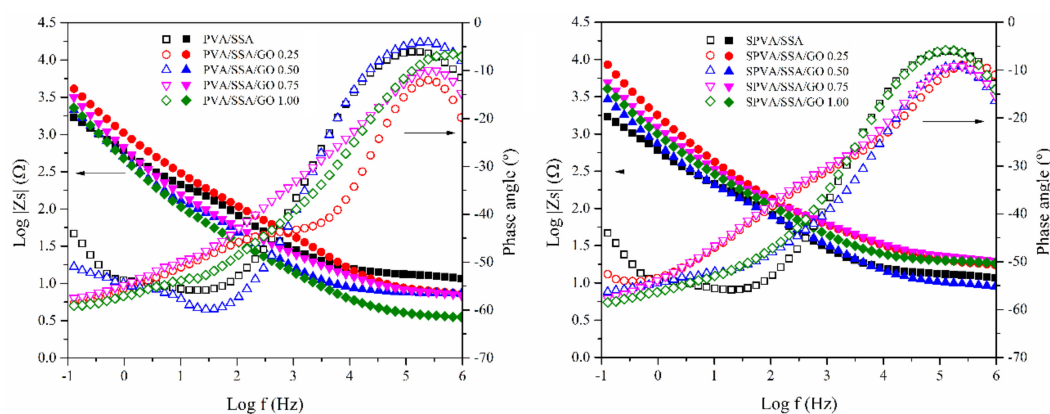 4.5
4.0
3.5
3.0
2.5
2.0
1.5
1.0
0.5
0.0
Log |Zs| (Ω)
PVA/SSA
PVA/SSA/GO 0.25
PVA/SSA/GO 0.50
PVA/SSA/GO 0.75
PVA/SSA/GO 1.00
0
-10
-20
-30
-40
-50
-60
-70
Phase angle (°)
-1 0 1 2 3 4 5 6
Log f (Hz)
4.5
4.0
3.5
3.0
2.5
2.0
1.5
1.0
0.5
0.0
Log |Zs| (Ω)
SPVA/SSA
SPVA/SSA/GO 0.25
SPVA/SSA/GO 0.50
SPVA/SSA/GO 0.75
SPVA/SSA/GO 1.00
0
-10
-20
-30
-40
-50
-60
-70
Phase angle (°)
-1 0 1 2 3 4 5 6
Log f (Hz)